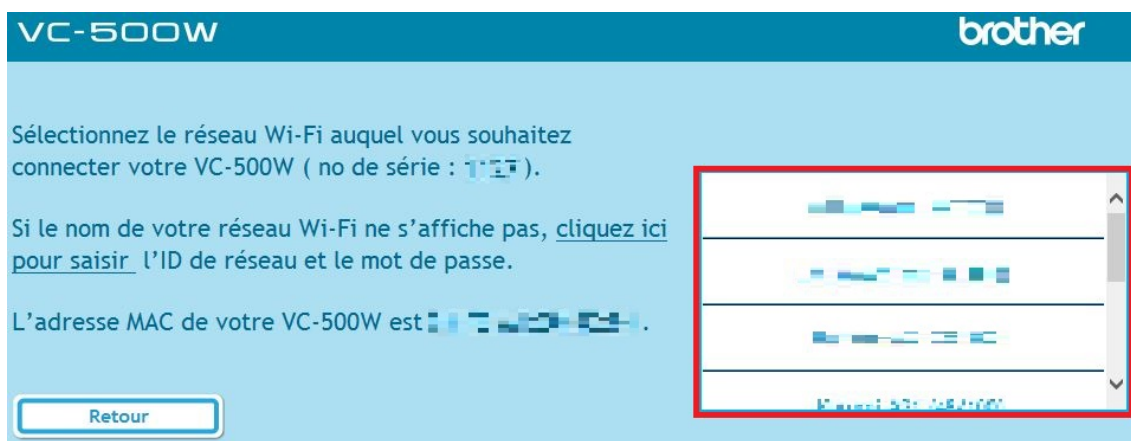 VC-500W
brother
Sélectionnez le réseau Wi-Fi auquel vous souhaitez
connecter votre VC-500W ( no de série : ).
Si le nom de votre réseau Wi-Fi ne s’affiche pas, cliquez ici
pour saisir l’ID de réseau et le mot de passe.
L’adresse MAC de votre VC-500W est .
Retour